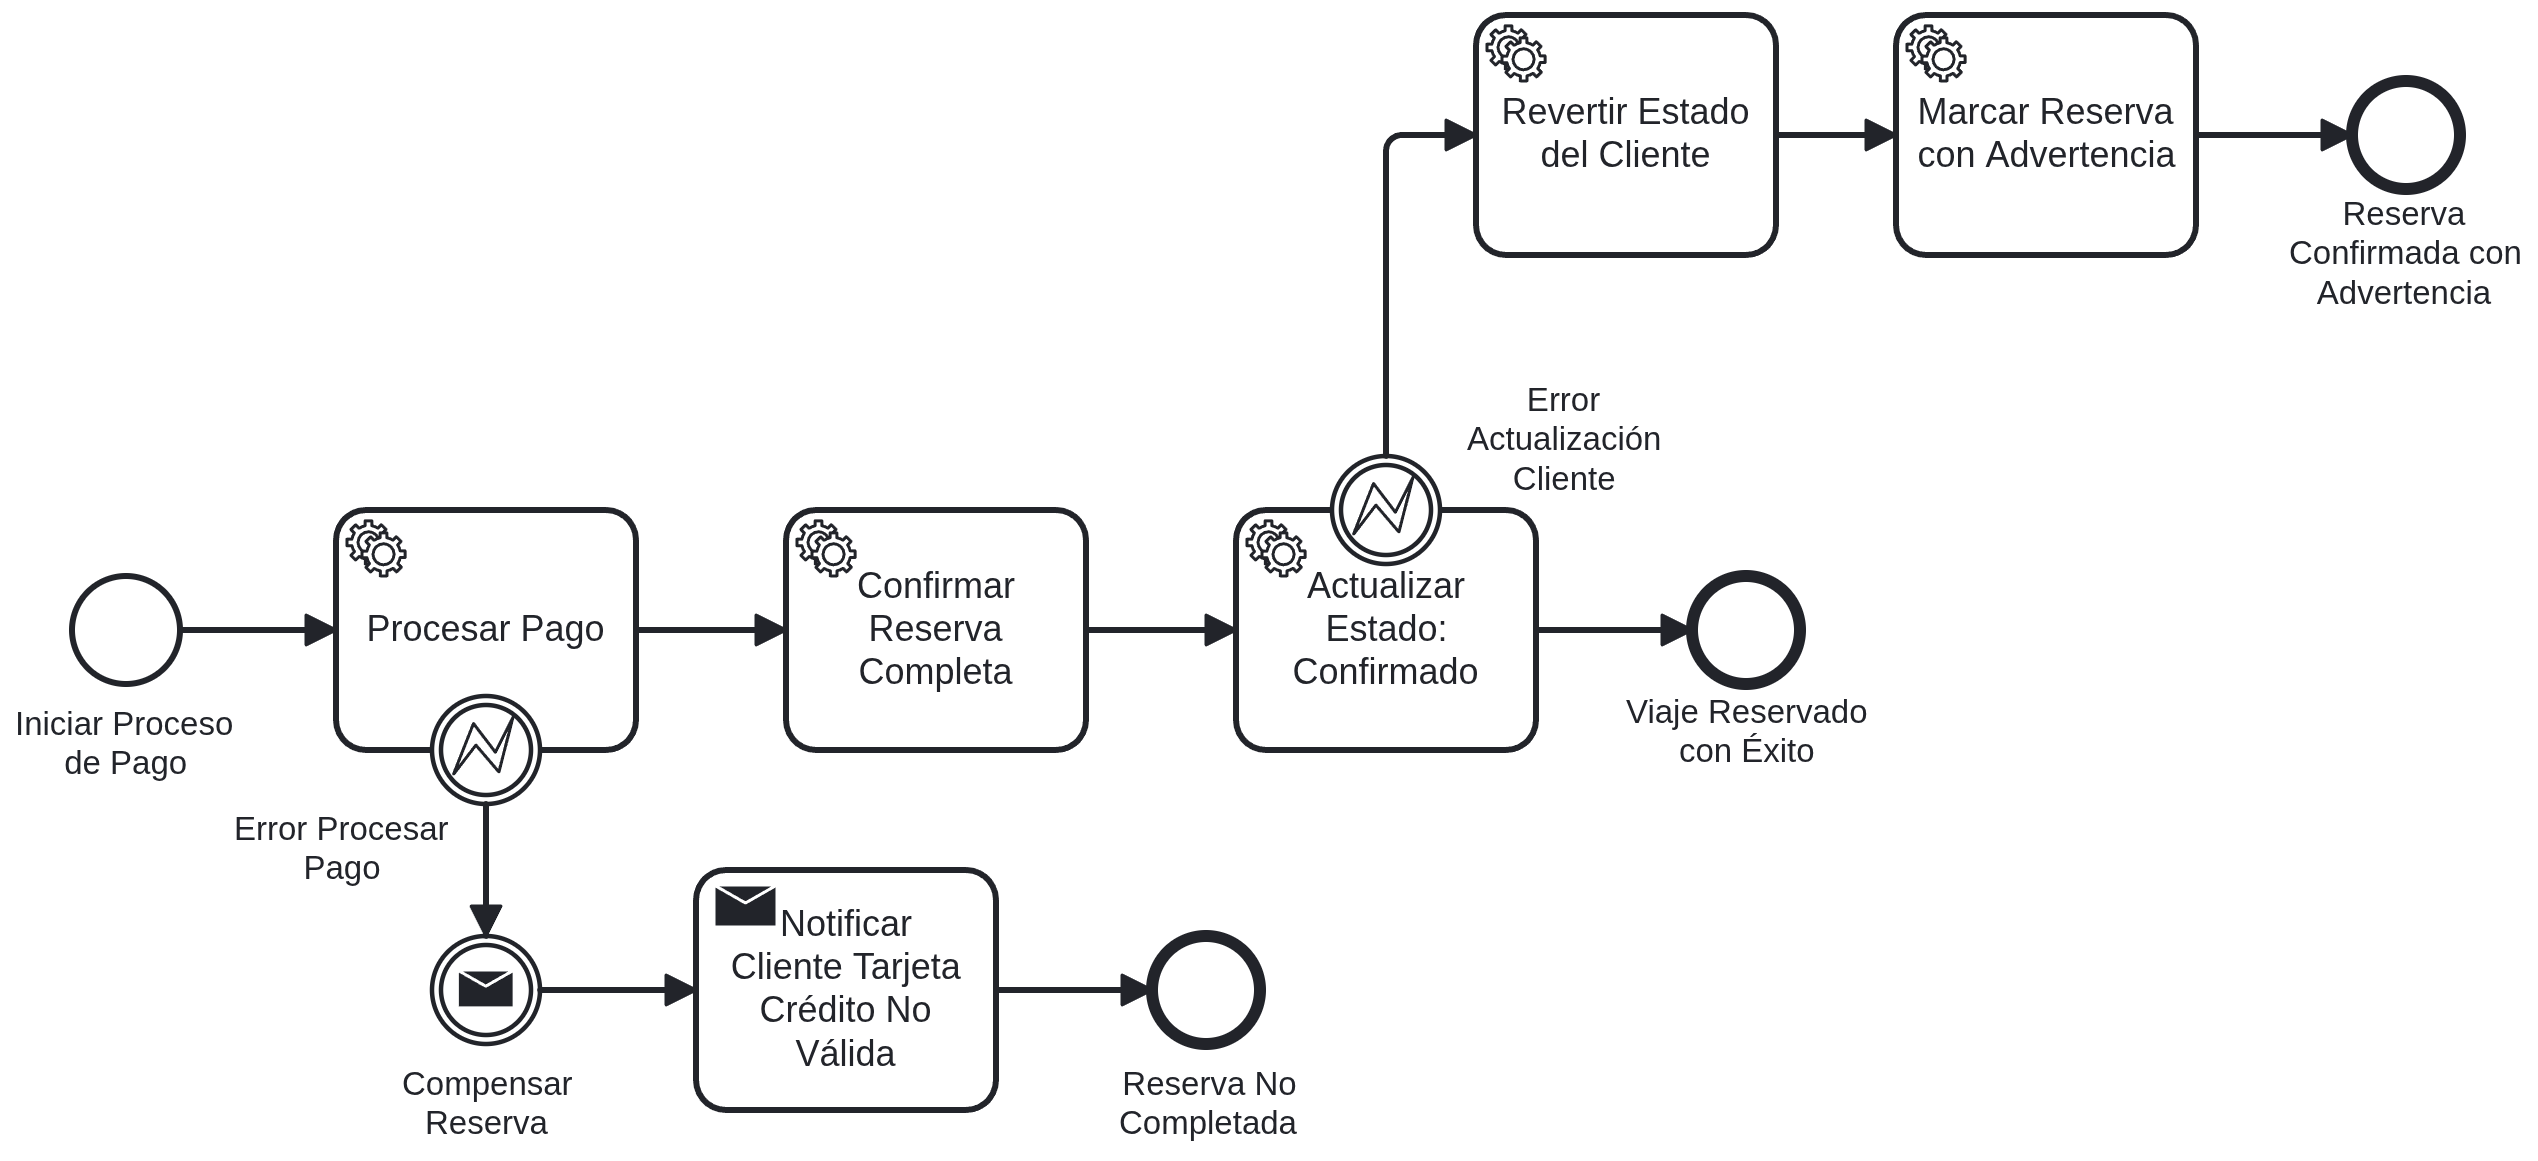 Revertir Estado
del Cliente
Marcar Reserva
con Advertencia
Reserva
Confirmada con
Advertencia
Error
Actualización
Cliente
Iniciar Proceso
de Pago
Procesar Pago
Confirmar
Reserva
Completa
Actualizar
Estado:
Confirmado
Viaje Reservado
con Éxito
Error Procesar
Pago
Compensar
Reserva
Notificar
Cliente Tarjeta
Crédito No
Válida
Reserva No
Completada